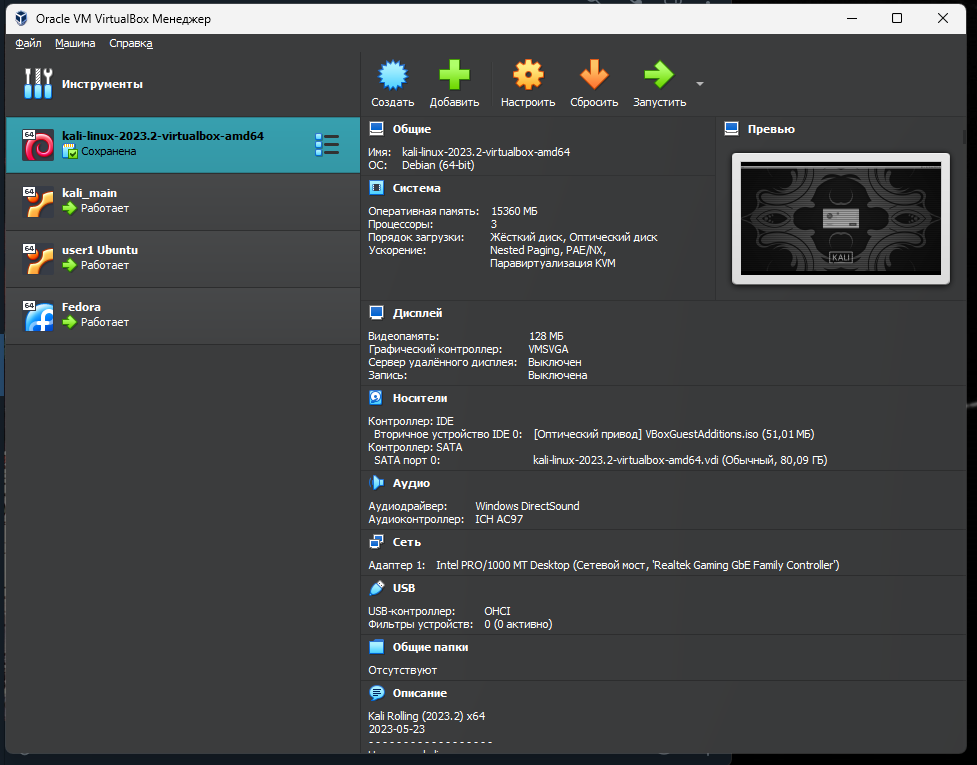 Oracle VM VirtualBox Менеджер
Файл Машина Справка
Инструменты
64 kali-linux-2023.2-virtualbox-amd64
Сохранена
64 kali_main
Работает
64 user1 Ubuntu
Работает
64 Fedora
Работает
Создать Добавить Настроить Сбросить Запустить
Общие
Имя: kali-linux-2023.2-virtualbox-amd64
ОС: Debian (64-bit)
Превью
KALI
Система
Оперативная память: 15360 МБ
Процессоры: 3
Порядок загрузки: Жёсткий диск, Оптический диск
Ускорение: Nested Paging, PAE/NX,
Паравиртуализация KVM
Дисплей
Видеопамять: 128 МБ
Графический контроллер: VMSVGA
Сервер удалённого дисплея: Выключен
Запись: Выключена
Носители
Контроллер: IDE
Вторичное устройство IDE 0: [Оптический привод] VBoxGuestAdditions.iso (51,01 МБ)
Контроллер: SATA
SATA порт 0: kali-linux-2023.2-virtualbox-amd64.vdi (Обычный, 80,09 ГБ)
Аудио
Аудиодрайвер: Windows DirectSound
Аудиоконтроллер: ICH AC97
Сеть
Адаптер 1: Intel PRO/1000 MT Desktop (Сетевой мост, 'Realtek Gaming GbE Family Controller')
USB
USB-контроллер: OHCI
Фильтры устройств: 0 (0 активно)
Общие папки
Отсутствуют
Описание
Kali Rolling (2023.2) x64
2023-05-23
- - - - - - - - - - - - - - - - - -